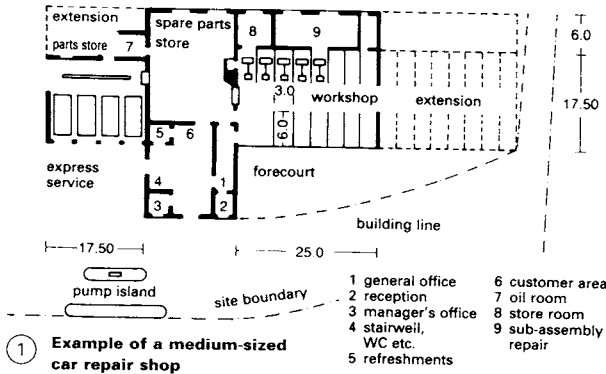 extension
parts store
7
spare parts
store
8
9
6.0
17.50
3.0
6.0
workshop
extension
5
6
express
service
4
3
1
2
forecourt
building line
17.50
25.0
pump island
site boundary
1 general office
2 reception
3 manager's office
4 stairwell,
WC etc.
5 refreshments
6 customer area
7 oil room
8 store room
9 sub-assembly
repair
1 Example of a medium-sized
car repair shop